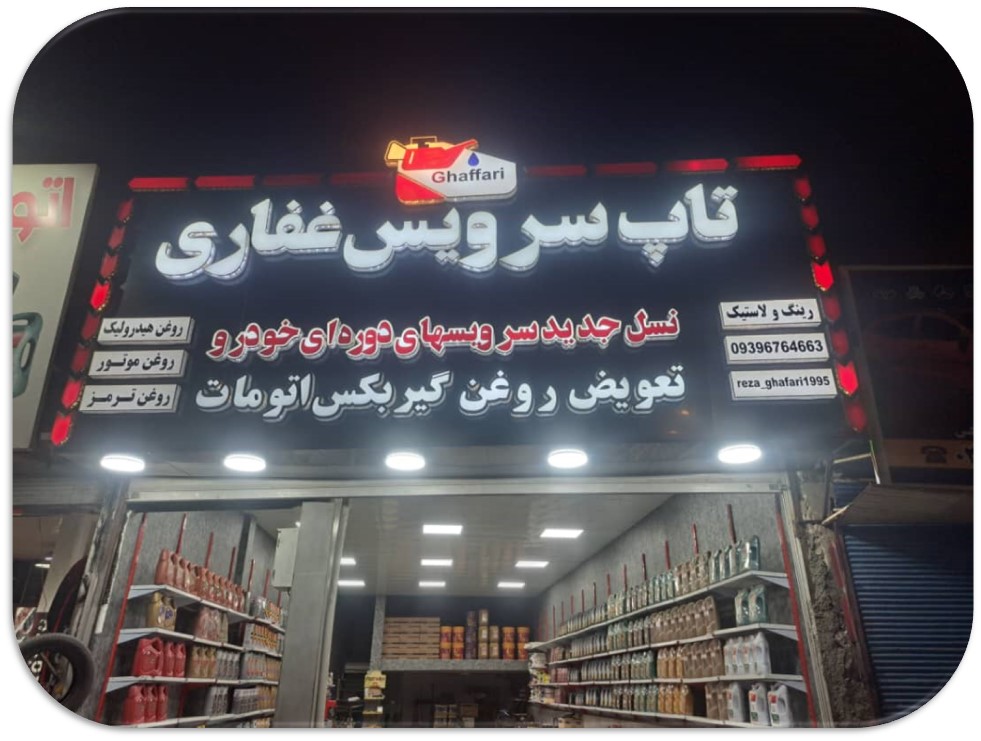 Ghaffari
تاپ سرویس غفاری
نسل جدید سرویسهای دوره‌ای خودرو
تعویض روغن گیربکس اتومات
رینگ و لاستیک
09396764663
reza_ghafari1995
روغن هیدرولیک
روغن موتور
روغن ترمز
اتو